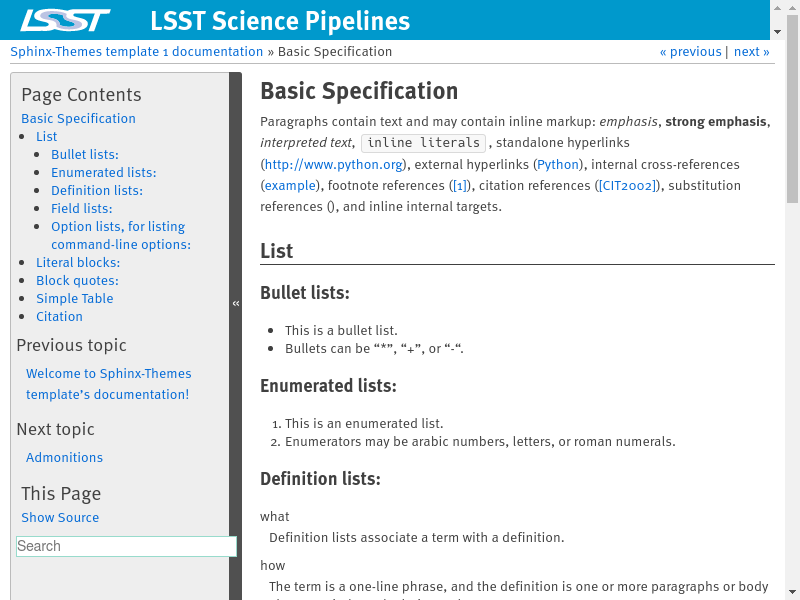 LSST LSST Science Pipelines
Sphinx-Themes template 1 documentation » Basic Specification « previous | next »
Page Contents
Basic Specification
List
Bullet lists:
Enumerated lists:
Definition lists:
Field lists:
Option lists, for listing
command-line options:
Literal blocks:
Block quotes:
Simple Table
Citation
Previous topic
Welcome to Sphinx-Themes
template's documentation!
Next topic
Admonitions
This Page
Show Source
Search
«
Basic Specification
Paragraphs contain text and may contain inline markup: emphasis, strong emphasis,
interpreted text, inline literals, standalone hyperlinks
(http://www.python.org), external hyperlinks (Python), internal cross-references
(example), footnote references ([1]), citation references ([CIT2002]), substitution
references (), and inline internal targets.
List
Bullet lists:
• This is a bullet list.
• Bullets can be “*”, “+”, or “-“.
Enumerated lists:
1. This is an enumerated list.
2. Enumerators may be arabic numbers, letters, or roman numerals.
Definition lists:
what
Definition lists associate a term with a definition.
how
The term is a one-line phrase, and the definition is one or more paragraphs or body